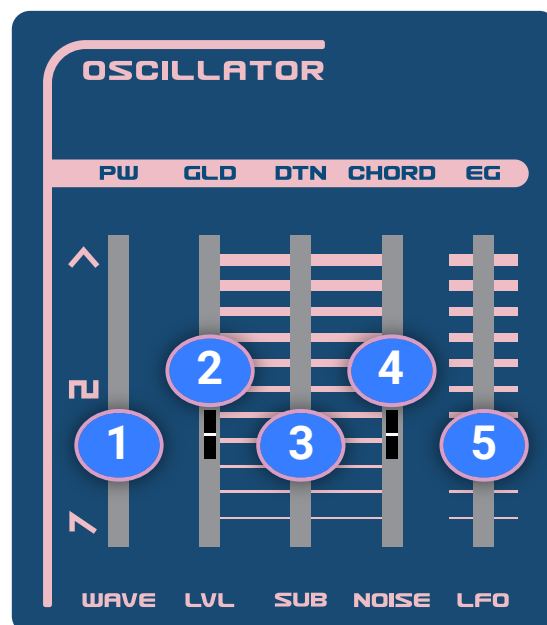 OSCILLATOR
PW GLD DTN CHORD EG
2 4
1 3 5
WAVE LVL SUB NOISE LFO